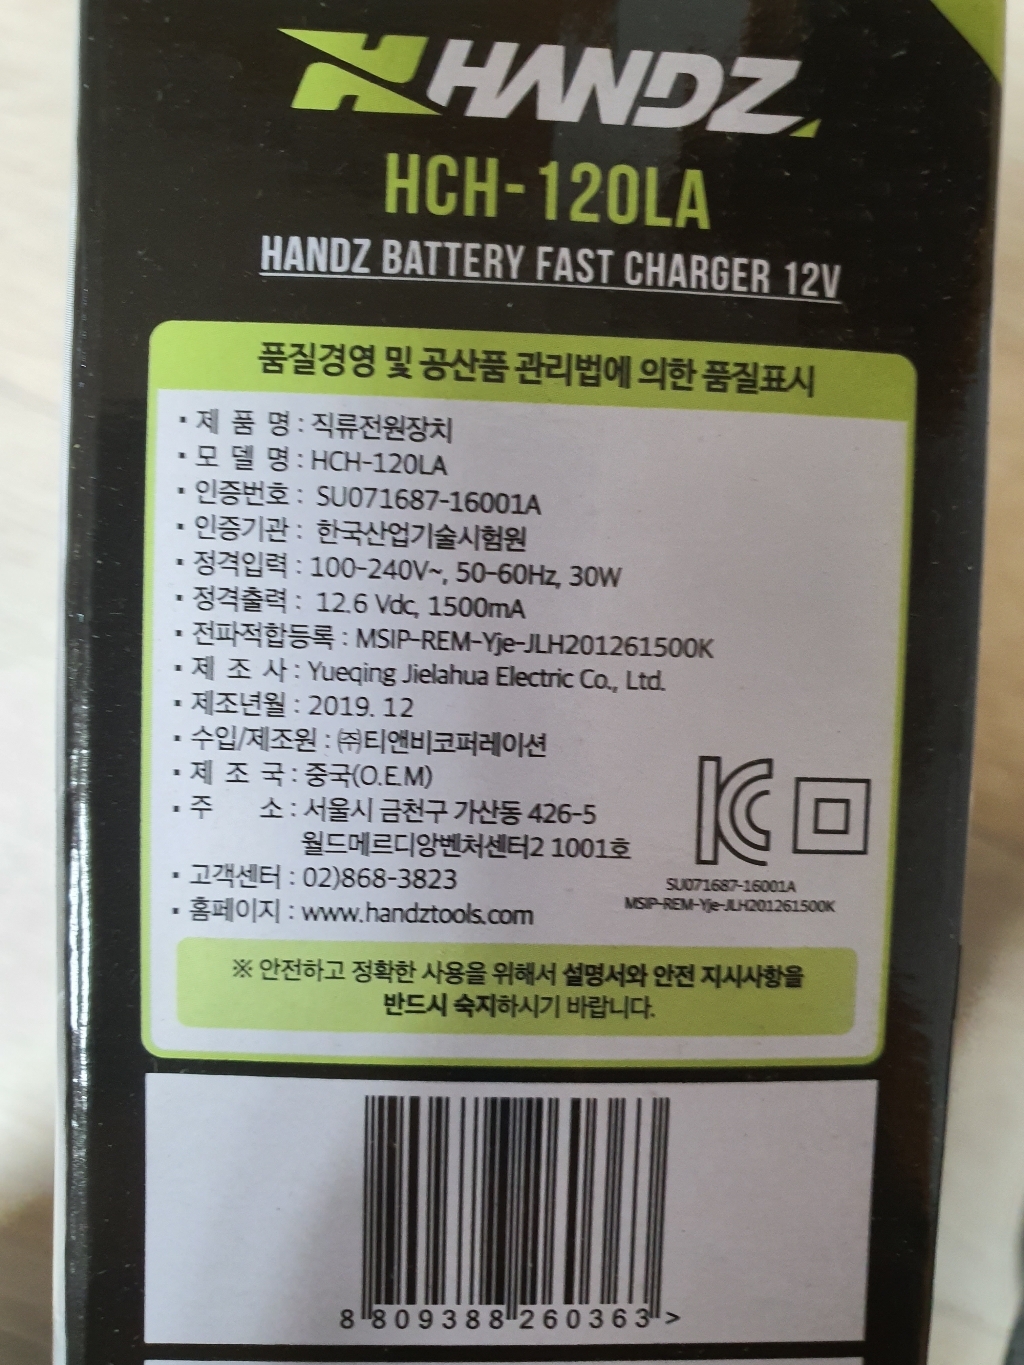 HANDZ
HCH-120LA
HANDZ BATTERY FAST CHARGER 12V
품질경영 및 공산품 관리법에 의한 품질표시
· 제 품 명 : 직류전원장치
· 모 델 명 : HCH-120LA
· 인증번호 : SU071687-16001A
· 인증기관 : 한국산업기술시험원
· 정격입력 : 100-240V~, 50-60Hz, 30W
· 정격출력 : 12.6 Vdc, 1500mA
· 전파적합등록 : MSIP-REM-Yje-JLH201261500K
· 제 조 사 : Yueqing Jielahua Electric Co., Ltd.
· 제조년월 : 2019. 12
· 수입/제조원 : ㈜티앤비코퍼레이션
· 제 조 국 : 중국(O.E.M)
· 주 소 : 서울시 금천구 가산동 426-5
월드메르디앙벤처센터2 1001호
· 고객센터 : 02)868-3823
· 홈페이지 : www.handztools.com
SU071687-16001A
MSIP-REM-Yje-JLH201261500K
※ 안전하고 정확한 사용을 위해서 설명서와 안전 지시사항을
반드시 숙지하시기 바랍니다.
8 809388 260363 >